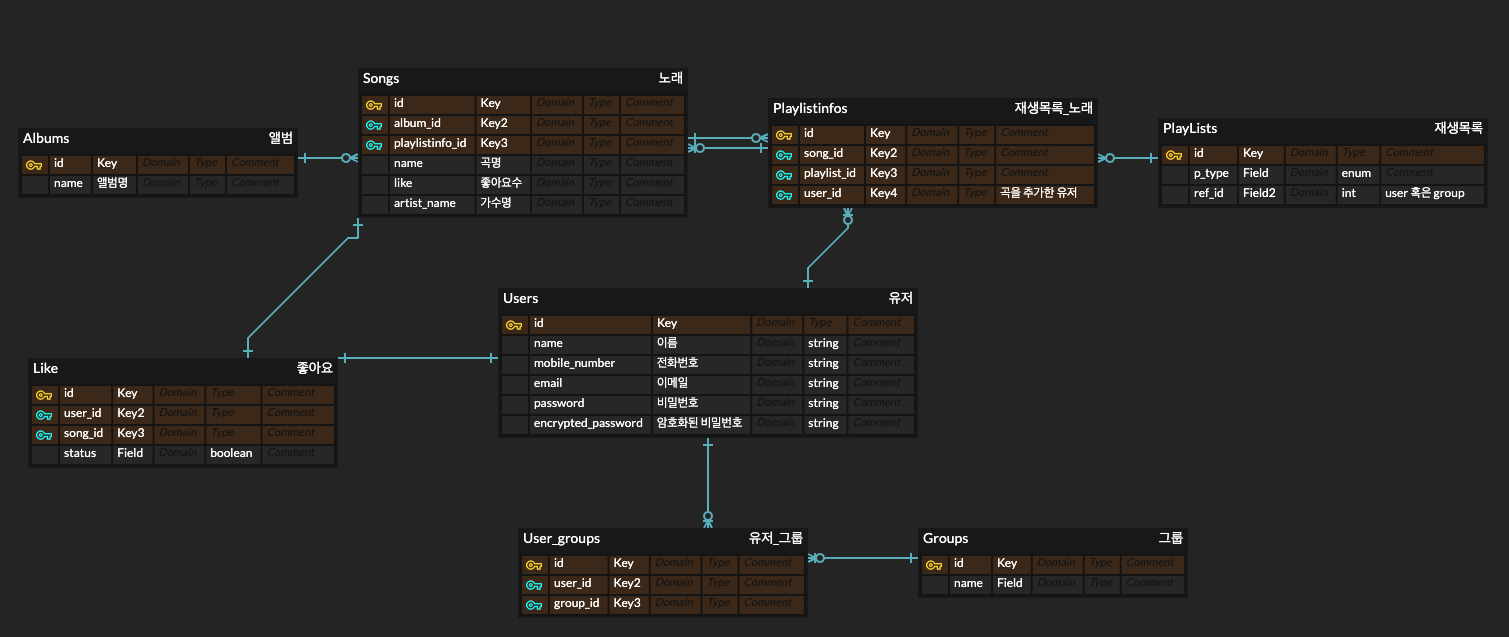 Albums 앨범
id Key Domain Type Comment
name 앨범명 Domain Type Comment
Songs 노래
id Key Domain Type Comment
album_id Key2 Domain Type Comment
playlistinfo_id Key3 Domain Type Comment
name 곡명 Domain Type Comment
like 좋아요수 Domain Type Comment
artist_name 가수명 Domain Type Comment
Playlistinfos 재생목록_노래
id Key Domain Type Comment
song_id Key2 Domain Type Comment
playlist_id Key3 Domain Type Comment
user_id Key4 Domain Type 곡을 추가한 유저
PlayLists 재생목록
id Key Domain Type Comment
p_type Field Domain enum Comment
ref_id Field2 Domain int user 혹은 group
Like 좋아요
id Key Domain Type Comment
user_id Key2 Domain Type Comment
song_id Key3 Domain Type Comment
status Field Domain boolean Comment
Users 유저
id Key Domain Type Comment
name 이름 Domain string Comment
mobile_number 전화번호 Domain string Comment
email 이메일 Domain string Comment
password 비밀번호 Domain string Comment
encrypted_password 암호화된 비밀번호 Domain string Comment
User_groups 유저_그룹
id Key Domain Type Comment
user_id Key2 Domain Type Comment
group_id Key3 Domain Type Comment
Groups 그룹
id Key Domain Type Comment
name Field Domain Type Comment